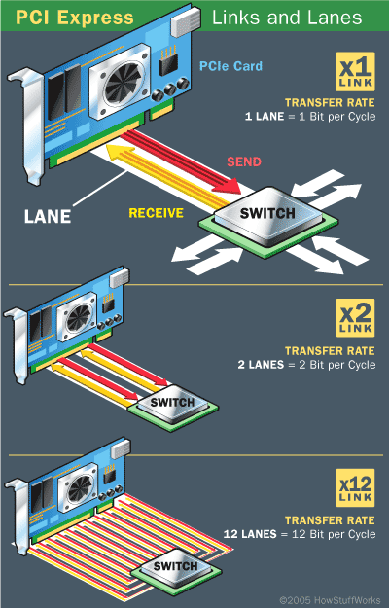 PCI Express Links and Lanes
PCIe Card
x1
LINK
TRANSFER RATE
1 LANE = 1 Bit per Cycle
SEND
LANE
RECEIVE
SWITCH
x2
LINK
TRANSFER RATE
2 LANES = 2 Bit per Cycle
SWITCH
x12
LINK
TRANSFER RATE
12 LANES = 12 Bit per Cycle
SWITCH
©2005 HowStuffWorks